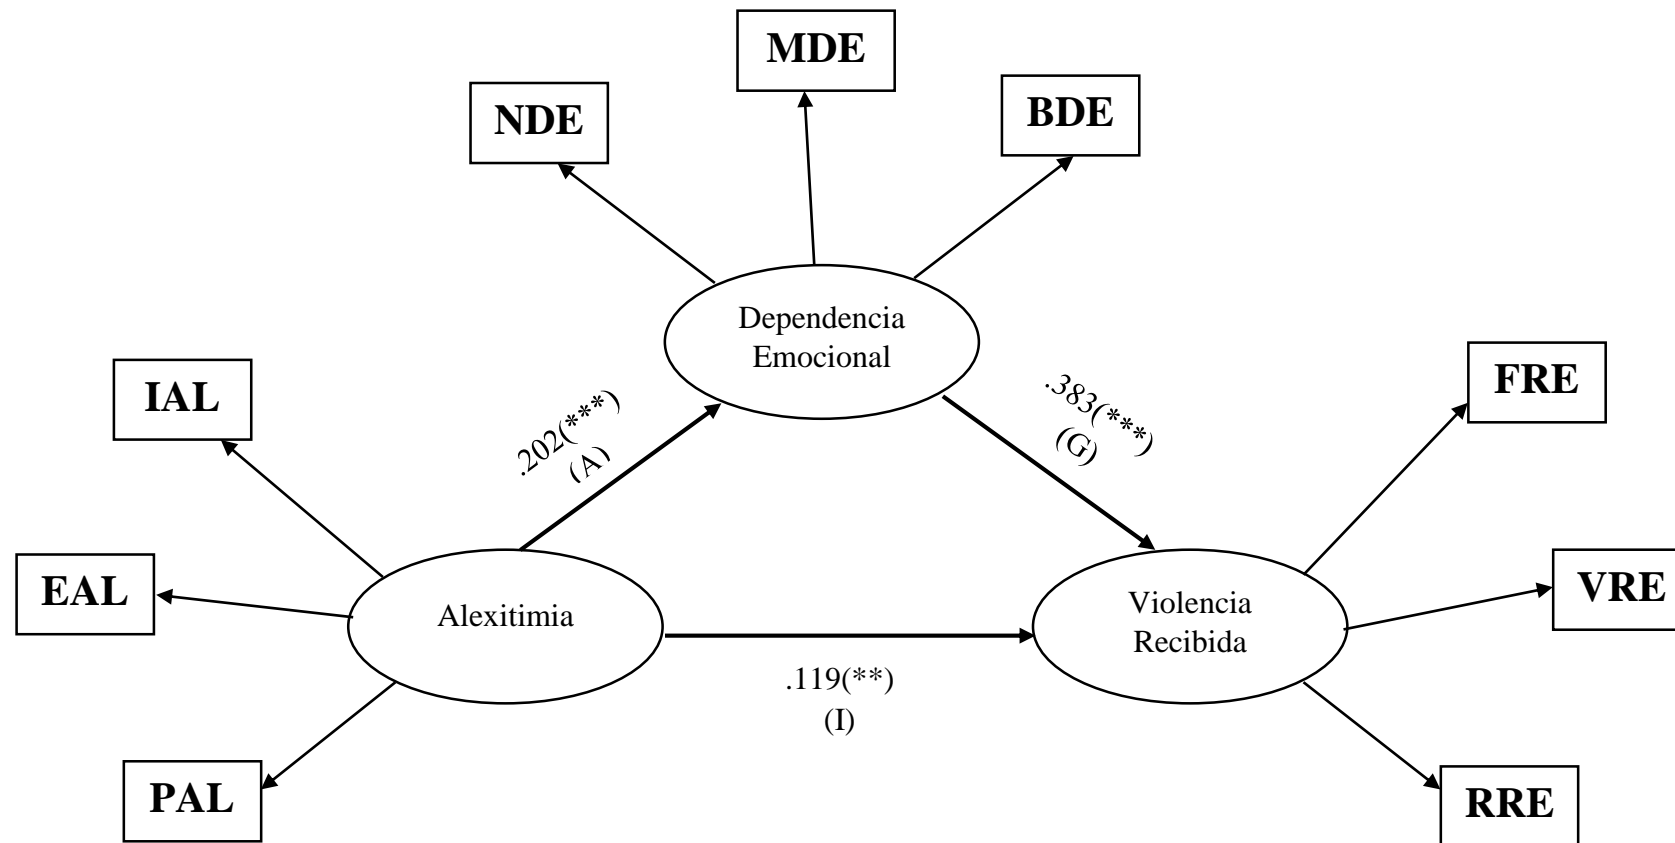 MDE
NDE
BDE
Dependencia
Emocional
FRE
IAL
.202(***)
(A)
.383(***)
(G)
EAL
Alexitimia
Violencia
Recibida
VRE
.119(**)
(I)
PAL
RRE